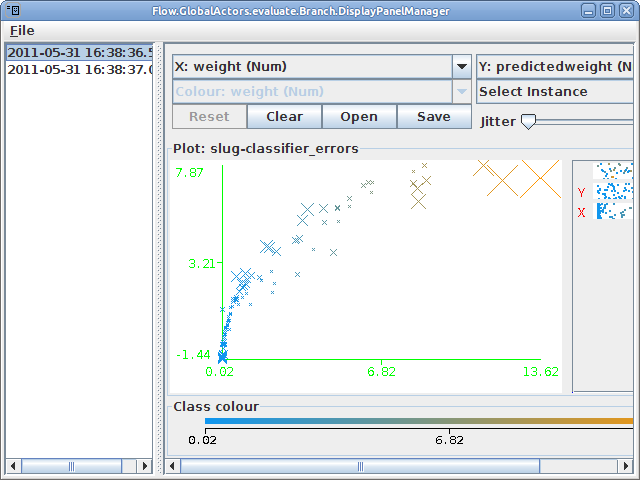 Flow.GlobalActors.evaluate.Branch.DisplayPanelManager
File
2011-05-31 16:38:36.5
2011-05-31 16:38:37.0
X: weight (Num)
Y: predictedweight (N
Colour: weight (Num)
Select Instance
Reset
Clear
Open
Save
Jitter
Plot: slug-classifier_errors
7.87
3.21
-1.44
0.02
6.82
13.62
Y
X
Class colour
0.02
6.82